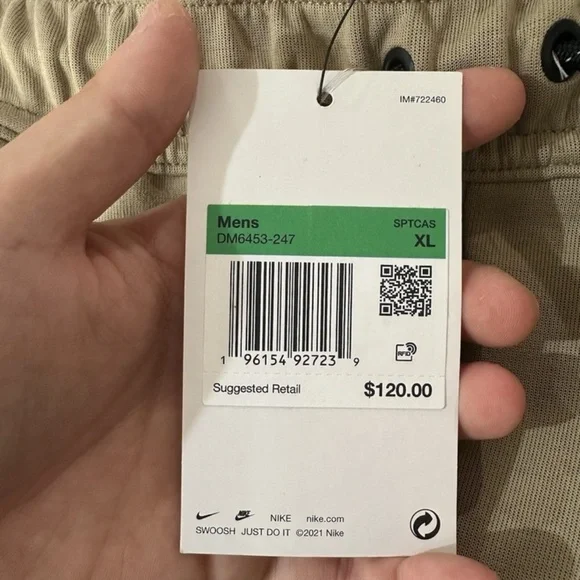 IM#722460
Mens SPTCAS
DM6453-247 XL
1 96154 92723 9
RFID
Suggested Retail $120.00
NIKE NIKE nike.com
SWOOSH JUST DO IT ©2021 Nike